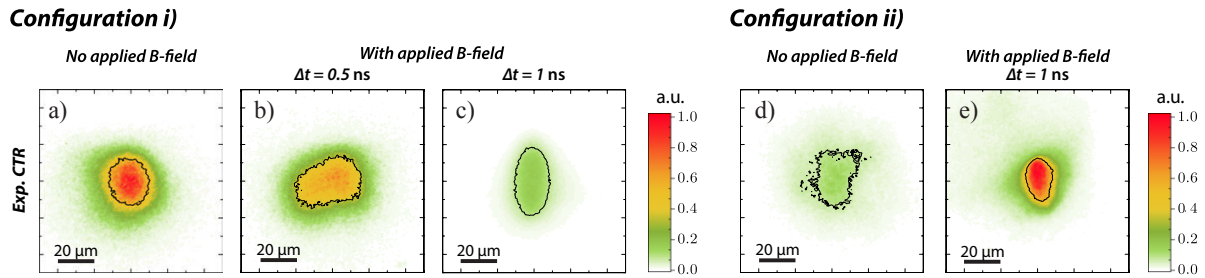 Configuration i)
Configuration ii)
No applied B-field
With applied B-field
Δt = 0.5 ns
Δt = 1 ns
No applied B-field
With applied B-field
Δt = 1 ns
Exp. CTR
a)
20 μm
b)
20 μm
c)
20 μm
a.u.
1.0
0.8
0.6
0.4
0.2
0.0
d)
20 μm
e)
20 μm
a.u.
1.0
0.8
0.6
0.4
0.2
0.0